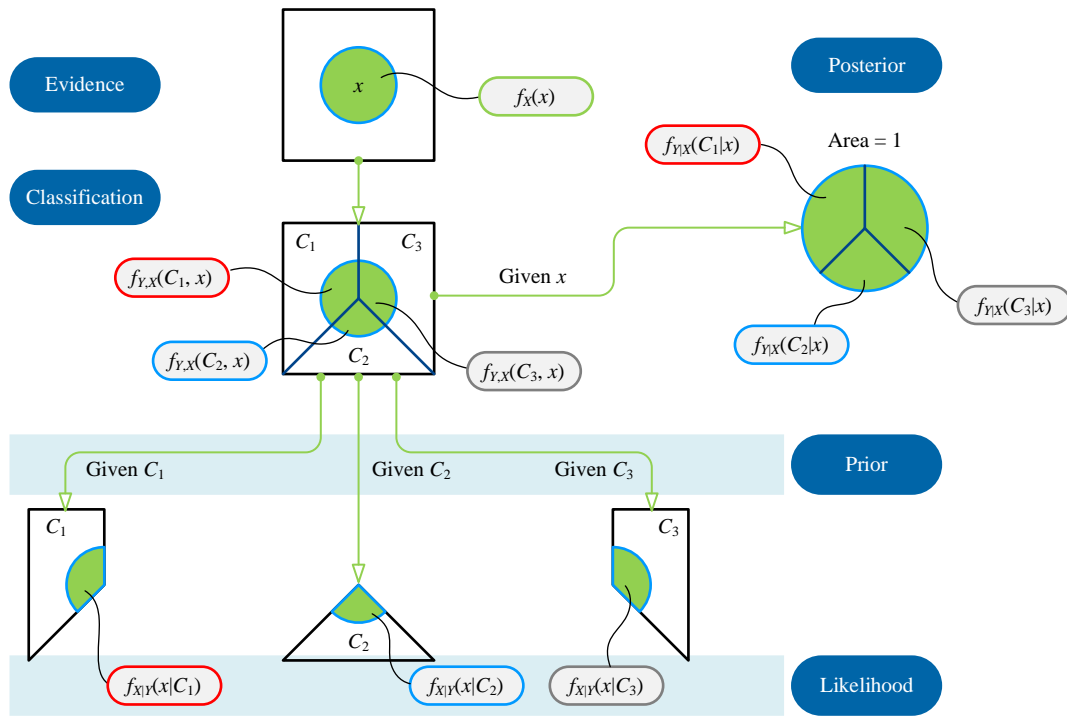 Evidence
x
f_X(x)
Posterior
f_{Y|X}(C_1|x)
Area = 1
Classification
C_1
C_3
f_{Y,X}(C_1, x)
Given x
f_{Y|X}(C_3|x)
f_{Y,X}(C_2, x)
C_2
f_{Y,X}(C_3, x)
f_{Y|X}(C_2|x)
Given C_1
Given C_2
Given C_3
Prior
C_1
C_3
C_2
f_{X|Y}(x|C_1)
f_{X|Y}(x|C_2)
f_{X|Y}(x|C_3)
Likelihood